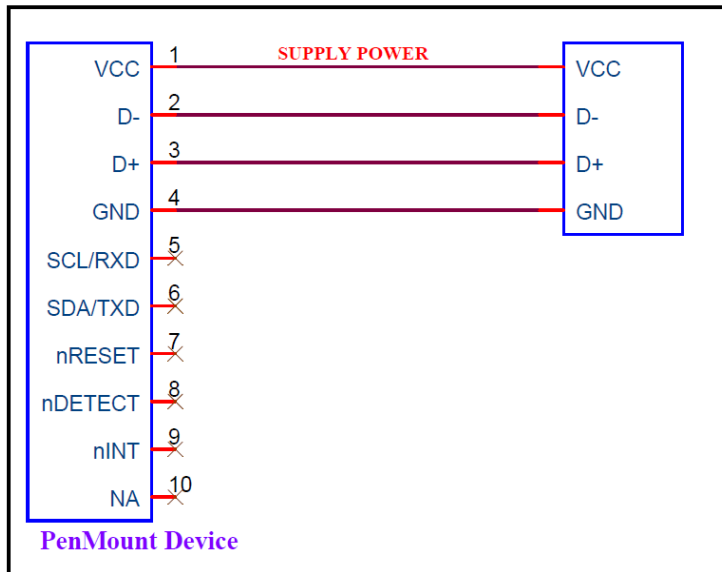 1 SUPPLY POWER
VCC VCC
2
D- D-
3
D+ D+
4
GND GND
5
SCL/RXD
6
SDA/TXD
7
nRESET
8
nDETECT
9
nINT
10
NA
PenMount Device